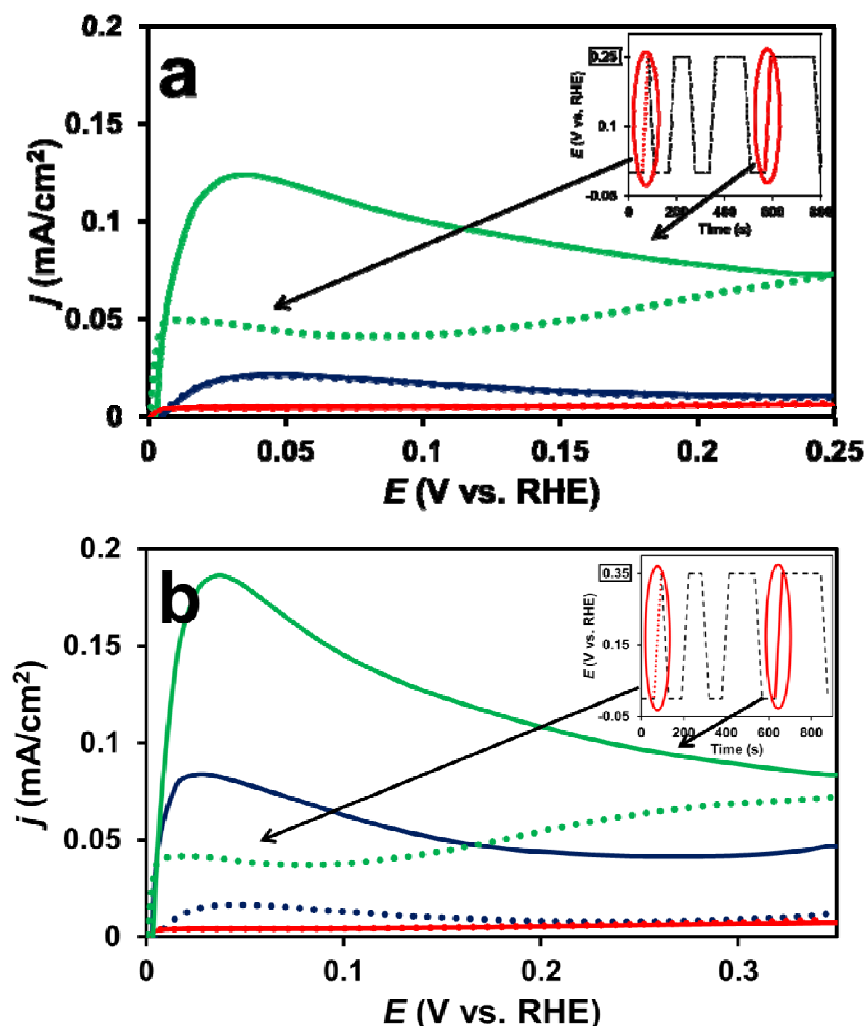 a
j (mA/cm²)
0.2
0.15
0.1
0.05
0
0 0.05 0.1 0.15 0.2 0.25
E (V vs. RHE)
E (V vs. RHE)
0.25
0.1
-0.05
0 200 400 600 800
Time (s)
b
j (mA/cm²)
0.2
0.15
0.1
0.05
0
0 0.1 0.2 0.3
E (V vs. RHE)
E (V vs. RHE)
0.35
0.15
-0.05
0 200 400 600 800
Time (s)